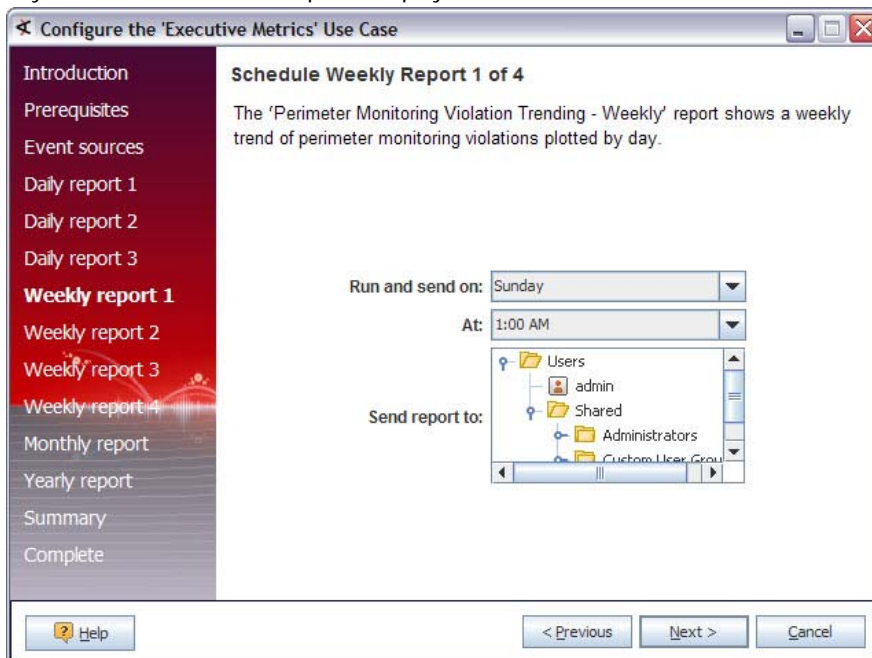 Configure the 'Executive Metrics' Use Case
Introduction
Prerequisites
Event sources
Daily report 1
Daily report 2
Daily report 3
Weekly report 1
Weekly report 2
Weekly report 3
Weekly report 4
Monthly report
Yearly report
Summary
Complete
Schedule Weekly Report 1 of 4
The 'Perimeter Monitoring Violation Trending - Weekly' report shows a weekly
trend of perimeter monitoring violations plotted by day.
Run and send on: Sunday
At: 1:00 AM
Send report to:
Users
admin
Shared
Administrators
Custom User Grou
Help
< Previous
Next >
Cancel